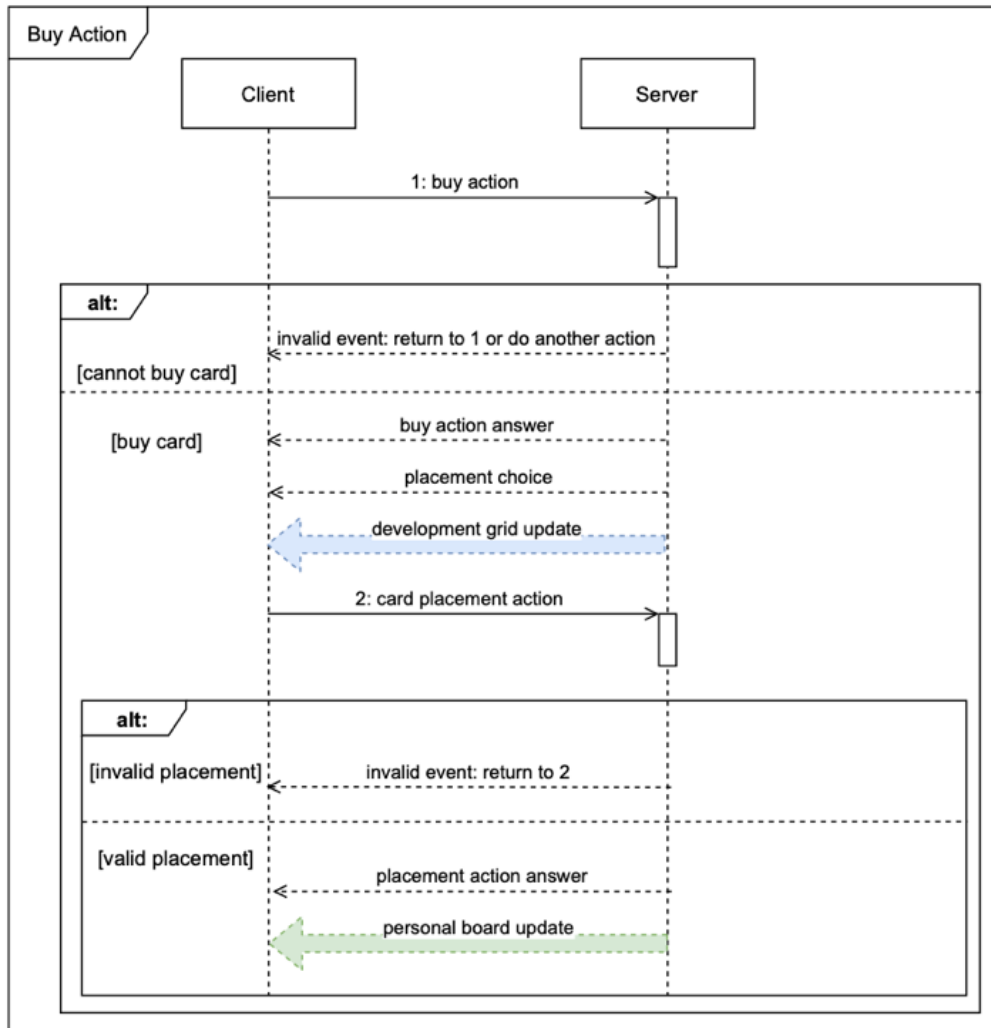 Buy Action
Client
Server
1: buy action
alt:
invalid event: return to 1 or do another action
[cannot buy card]
[buy card]
buy action answer
placement choice
development grid update
2: card placement action
alt:
[invalid placement]
invalid event: return to 2
[valid placement]
placement action answer
personal board update